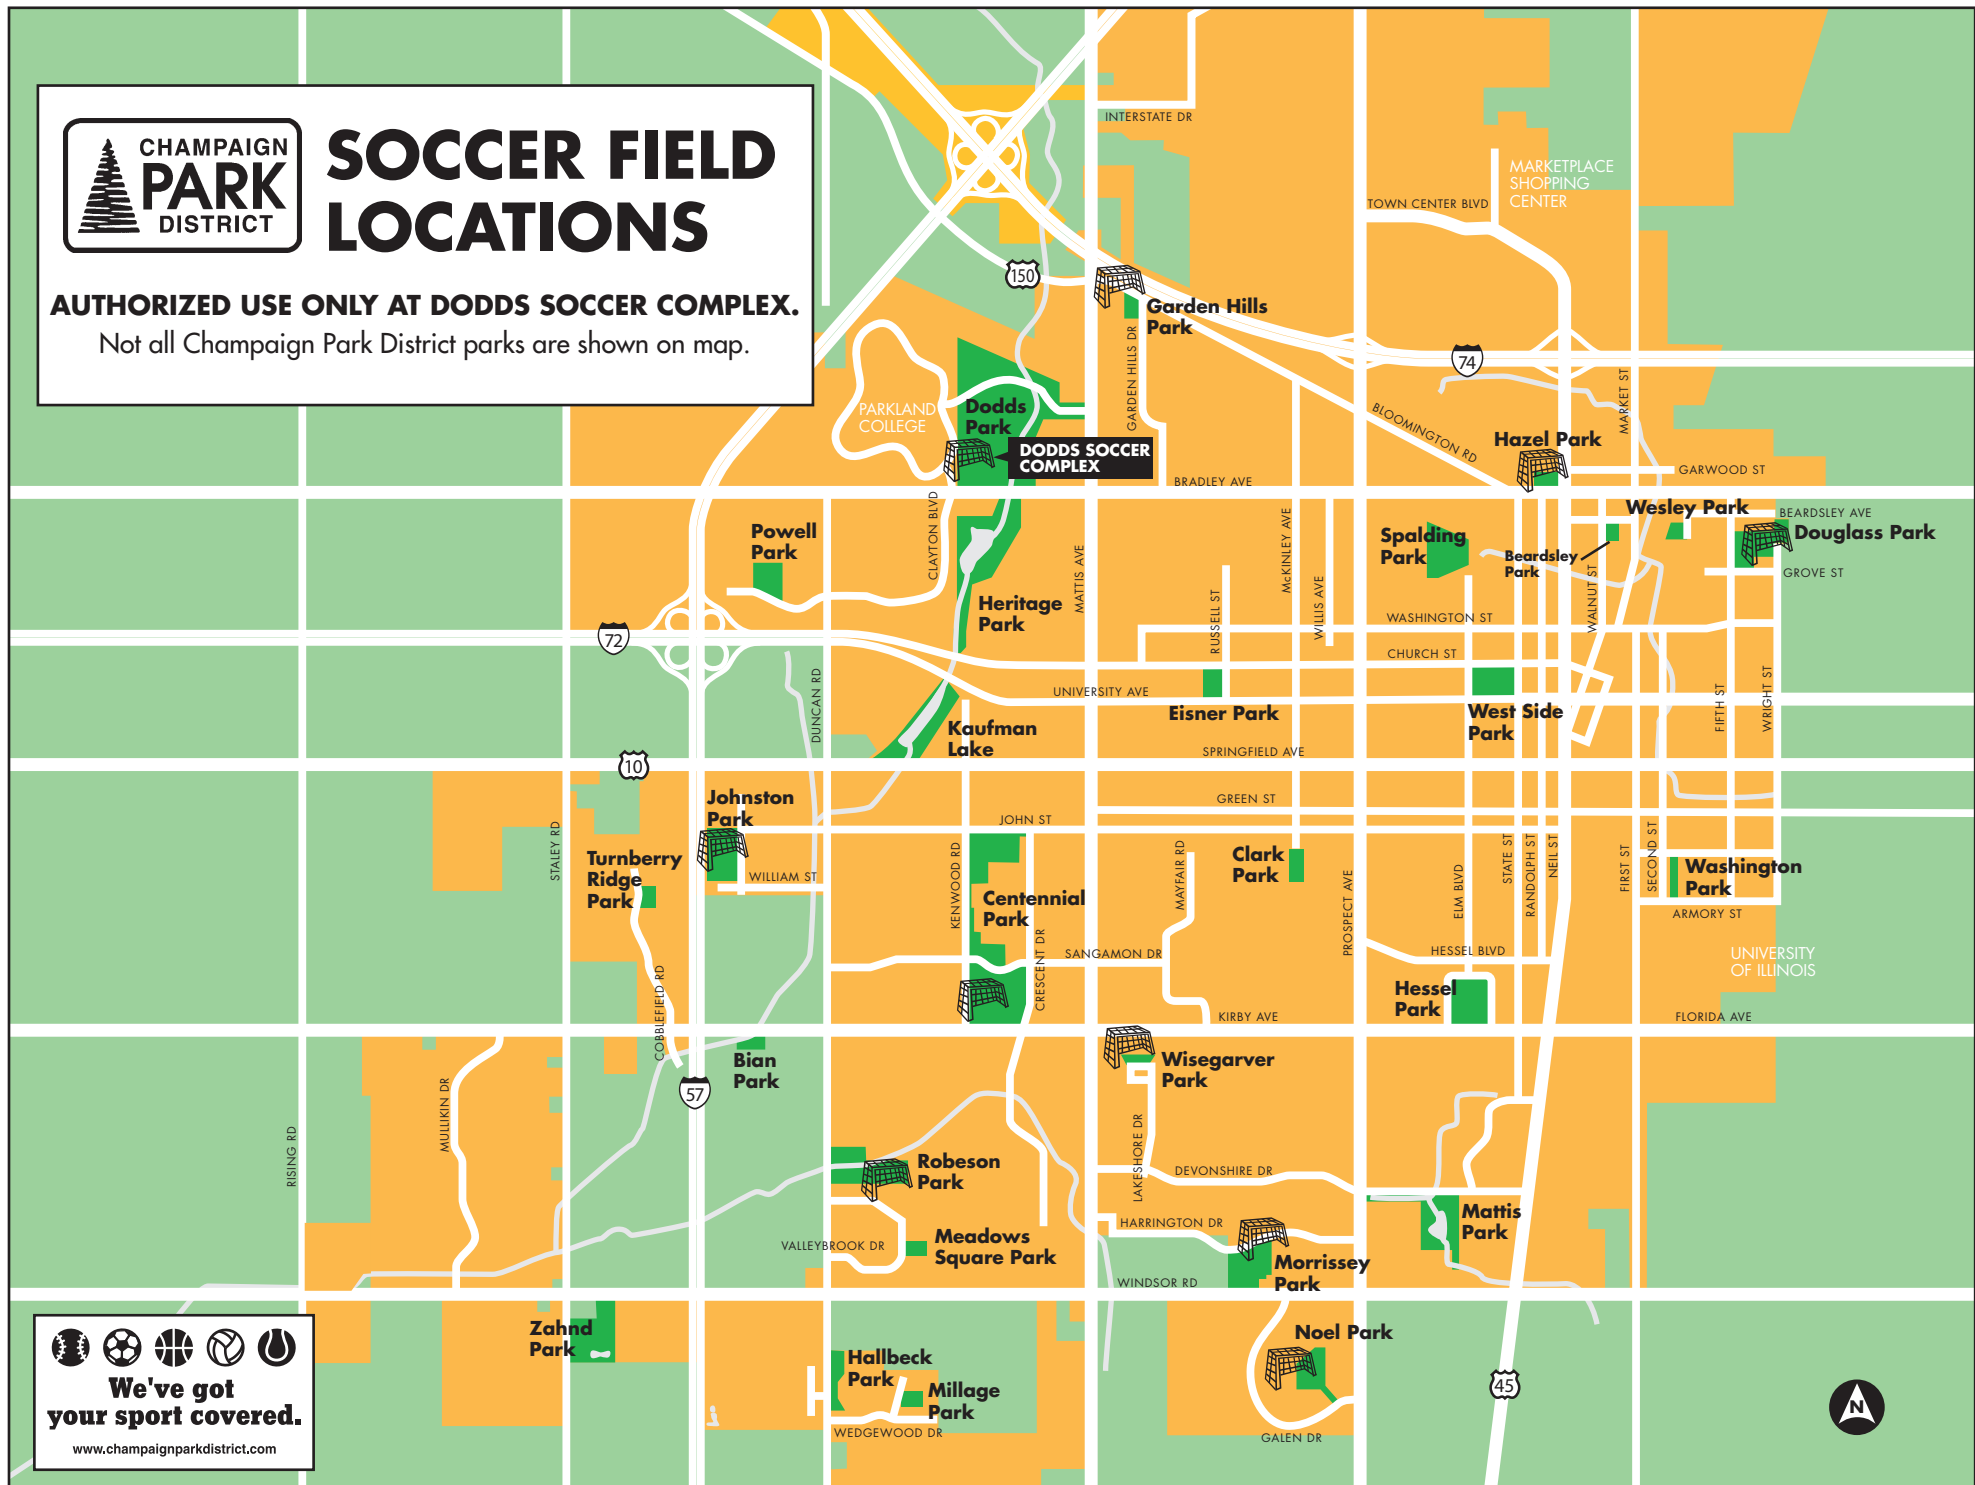 CHAMPAIGN
PARK
DISTRICT
SOCCER FIELD
LOCATIONS
AUTHORIZED USE ONLY AT DODDS SOCCER COMPLEX.
Not all Champaign Park District parks are shown on map.
INTERSTATE DR
MARKETPLACE
SHOPPING
CENTER
TOWN CENTER BLVD
150
Garden Hills
Park
GARDEN HILLS DR
74
MARKET ST
PARKLAND
COLLEGE
Dodds
Park
DODDS SOCCER
COMPLEX
BLOOMINGTON RD
Hazel Park
GARWOOD ST
BRADLEY AVE
CLAYTON BLVD
Powell
Park
MATTIS AVE
McKINLEY AVE
Spalding
Park
Wesley Park
BEARDSLEY AVE
Douglass Park
Beardsley
Park
GROVE ST
Heritage
Park
RUSSELL ST
WILLIS AVE
WALNUT ST
WASHINGTON ST
72
CHURCH ST
DUNCAN RD
UNIVERSITY AVE
FIFTH ST
WRIGHT ST
Eisner Park
West Side
Park
Kaufman
Lake
SPRINGFIELD AVE
10
Johnston
Park
GREEN ST
JOHN ST
STALEY RD
Turnberry
Ridge
Park
WILLIAM ST
KENWOOD RD
Centennial
Park
MAYFAIR RD
Clark
Park
PROSPECT AVE
ELM BLVD
STATE ST
RANDOLPH ST
NEIL ST
FIRST ST
SECOND ST
Washington
Park
ARMORY ST
CRESCENT DR
SANGAMON DR
HESSEL BLVD
UNIVERSITY
OF ILLINOIS
COBBLEFIELD RD
Hessel
Park
KIRBY AVE
FLORIDA AVE
Bian
Park
Wisegarver
Park
57
MULLIKIN DR
RISING RD
LAKESHORE DR
Robeson
Park
DEVONSHIRE DR
Mattis
Park
HARRINGTON DR
VALLEYBROOK DR
Meadows
Square Park
Morrissey
Park
WINDSOR RD
Zahnd
Park
Noel Park
Hallbeck
Park
Millage
Park
45
WEDGEWOOD DR
GALEN DR
N
We've got
your sport covered.
www.champaignparkdistrict.com